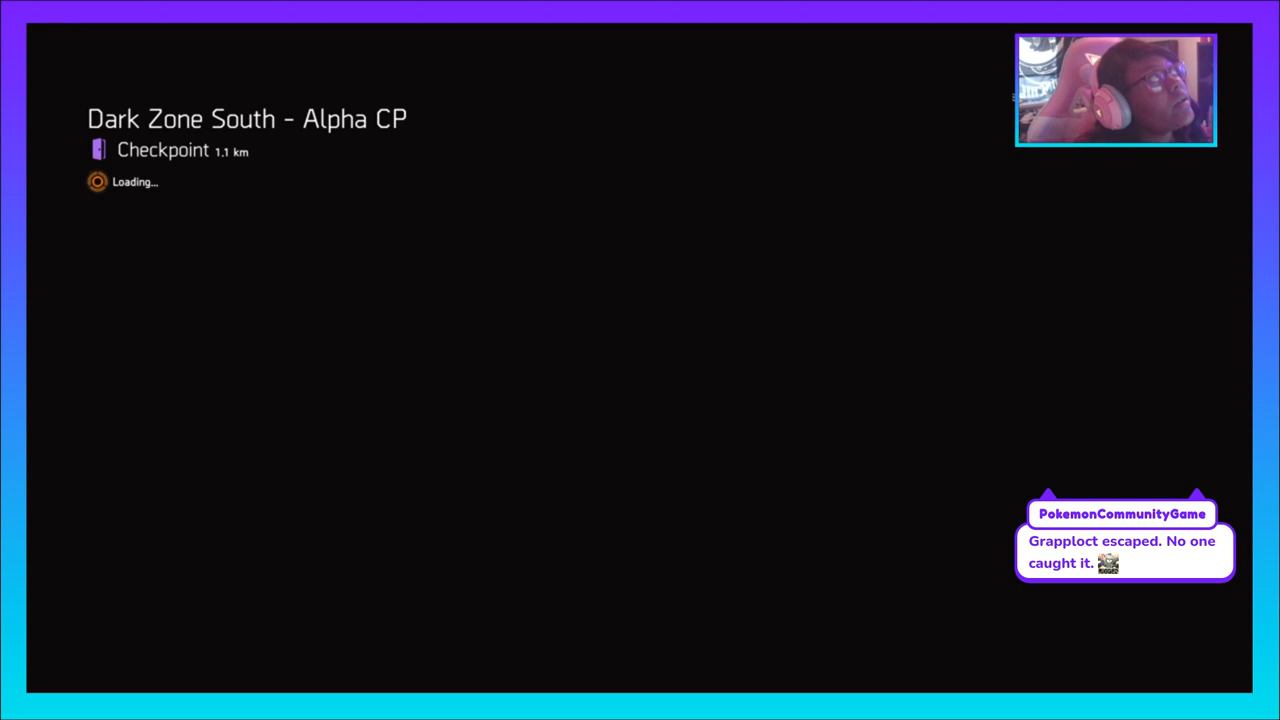 Dark Zone South - Alpha CP
Checkpoint 1.1 km
Loading...
PokemonCommunityGame
Grapploct escaped. No one
caught it.